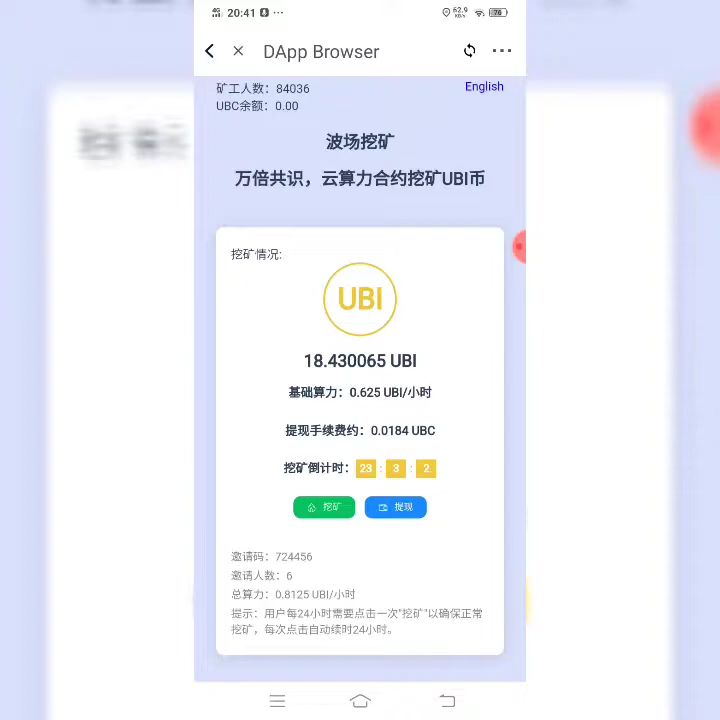 4G 20:41 ... 62.9 KB/s 76
DApp Browser
矿工人数：84036 English
UBC余额：0.00
波场挖矿
万倍共识，云算力合约挖矿UBI币
挖矿情况:
UBI
18.430065 UBI
基础算力：0.625 UBI/小时
提现手续费约：0.0184 UBC
挖矿倒计时： 23 : 3 : 2
挖矿 提现
邀请码：724456
邀请人数：6
总算力：0.8125 UBI/小时
提示：用户每24小时需要点击一次"挖矿"以确保正常
挖矿，每次点击自动续时24小时。